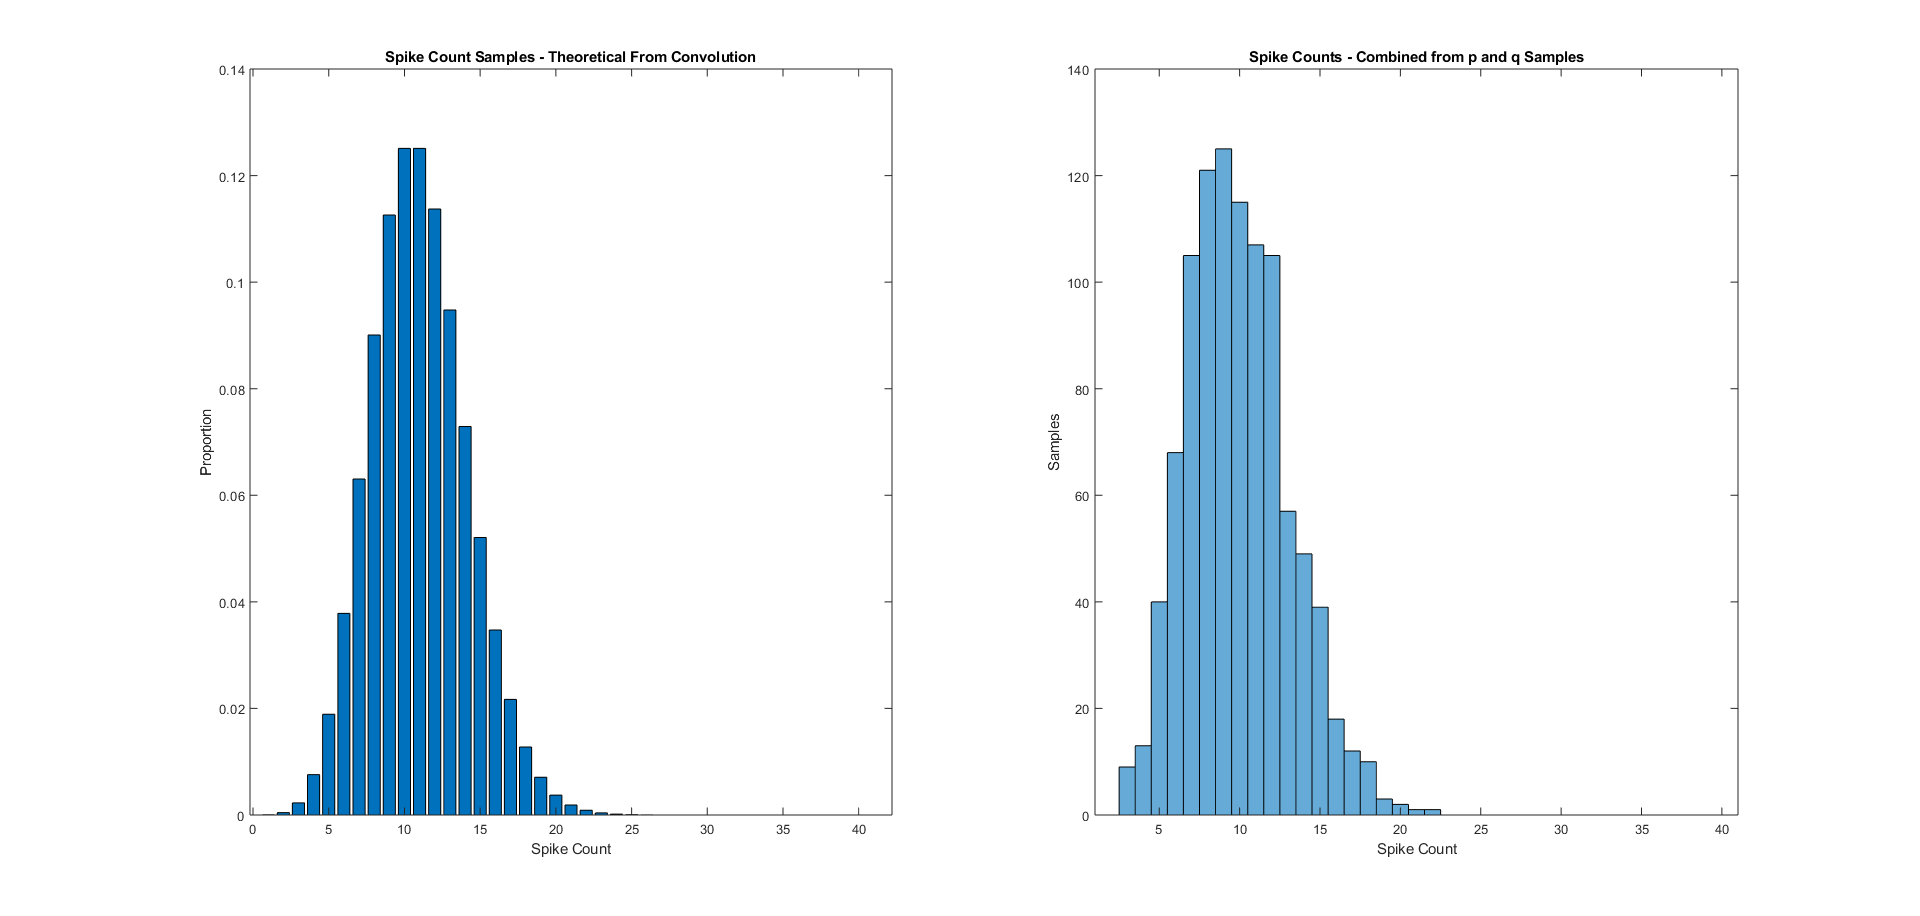 Spike Count Samples - Theoretical From Convolution
0.14
0.12
0.1
0.08
0.06
0.04
0.02
0
Proportion
0 5 10 15 20 25 30 35 40
Spike Count
Spike Counts - Combined from p and q Samples
140
120
100
80
60
40
20
0
Samples
5 10 15 20 25 30 35 40
Spike Count